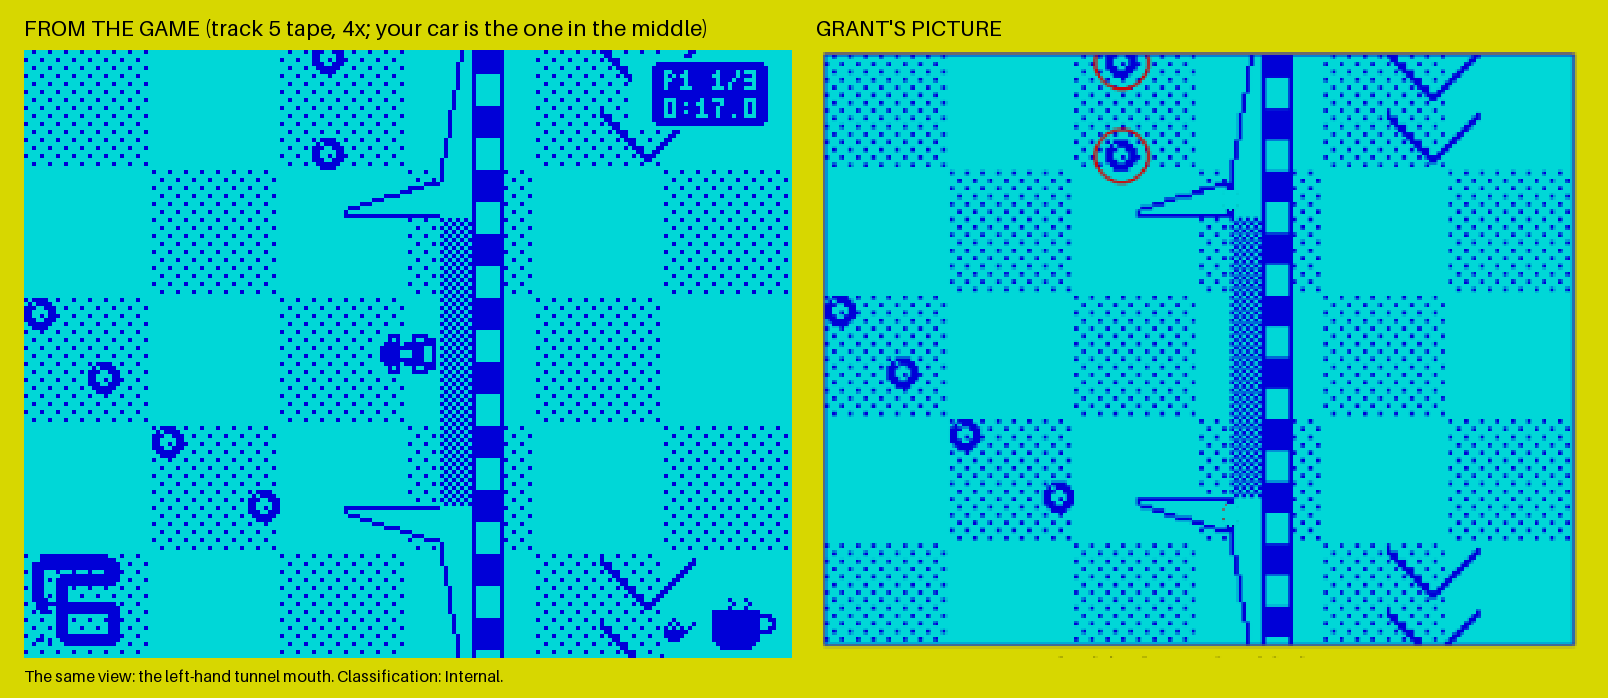 FROM THE GAME (track 5 tape, 4x; your car is the one in the middle)
GRANT'S PICTURE
P1 1/3
0:17.0
The same view: the left-hand tunnel mouth. Classification: Internal.